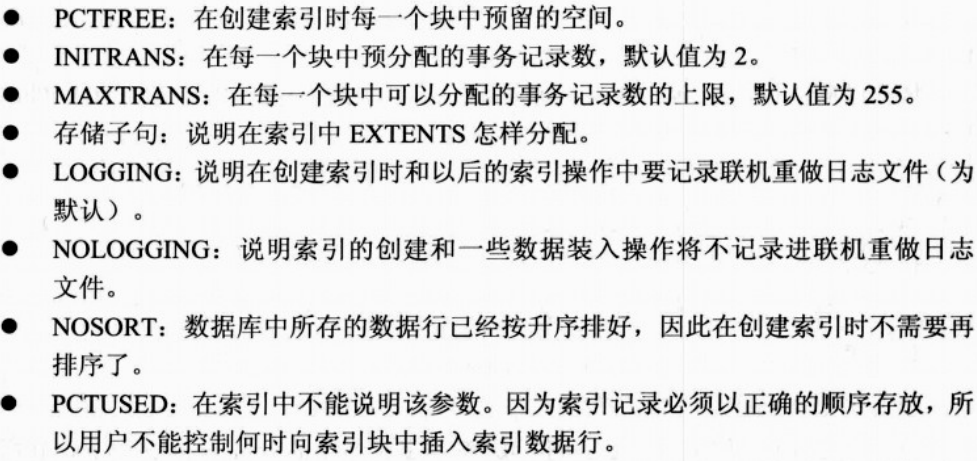 ● PCTFREE：在创建索引时每一个块中预留的空间。
● INITRANS：在每一个块中预分配的事务记录数，默认值为 2。
● MAXTRANS：在每一个块中可以分配的事务记录数的上限，默认值为 255。
● 存储子句：说明在索引中 EXTENTS 怎样分配。
● LOGGING：说明在创建索引时和以后的索引操作中要记录联机重做日志文件（为
默认）。
● NOLOGGING：说明索引的创建和一些数据装入操作将不记录进联机重做日志
文件。
● NOSORT：数据库中所存的数据行已经按升序排好，因此在创建索引时不需要再
排序了。
● PCTUSED：在索引中不能说明该参数。因为索引记录必须以正确的顺序存放，所
以用户不能控制何时向索引块中插入索引数据行。